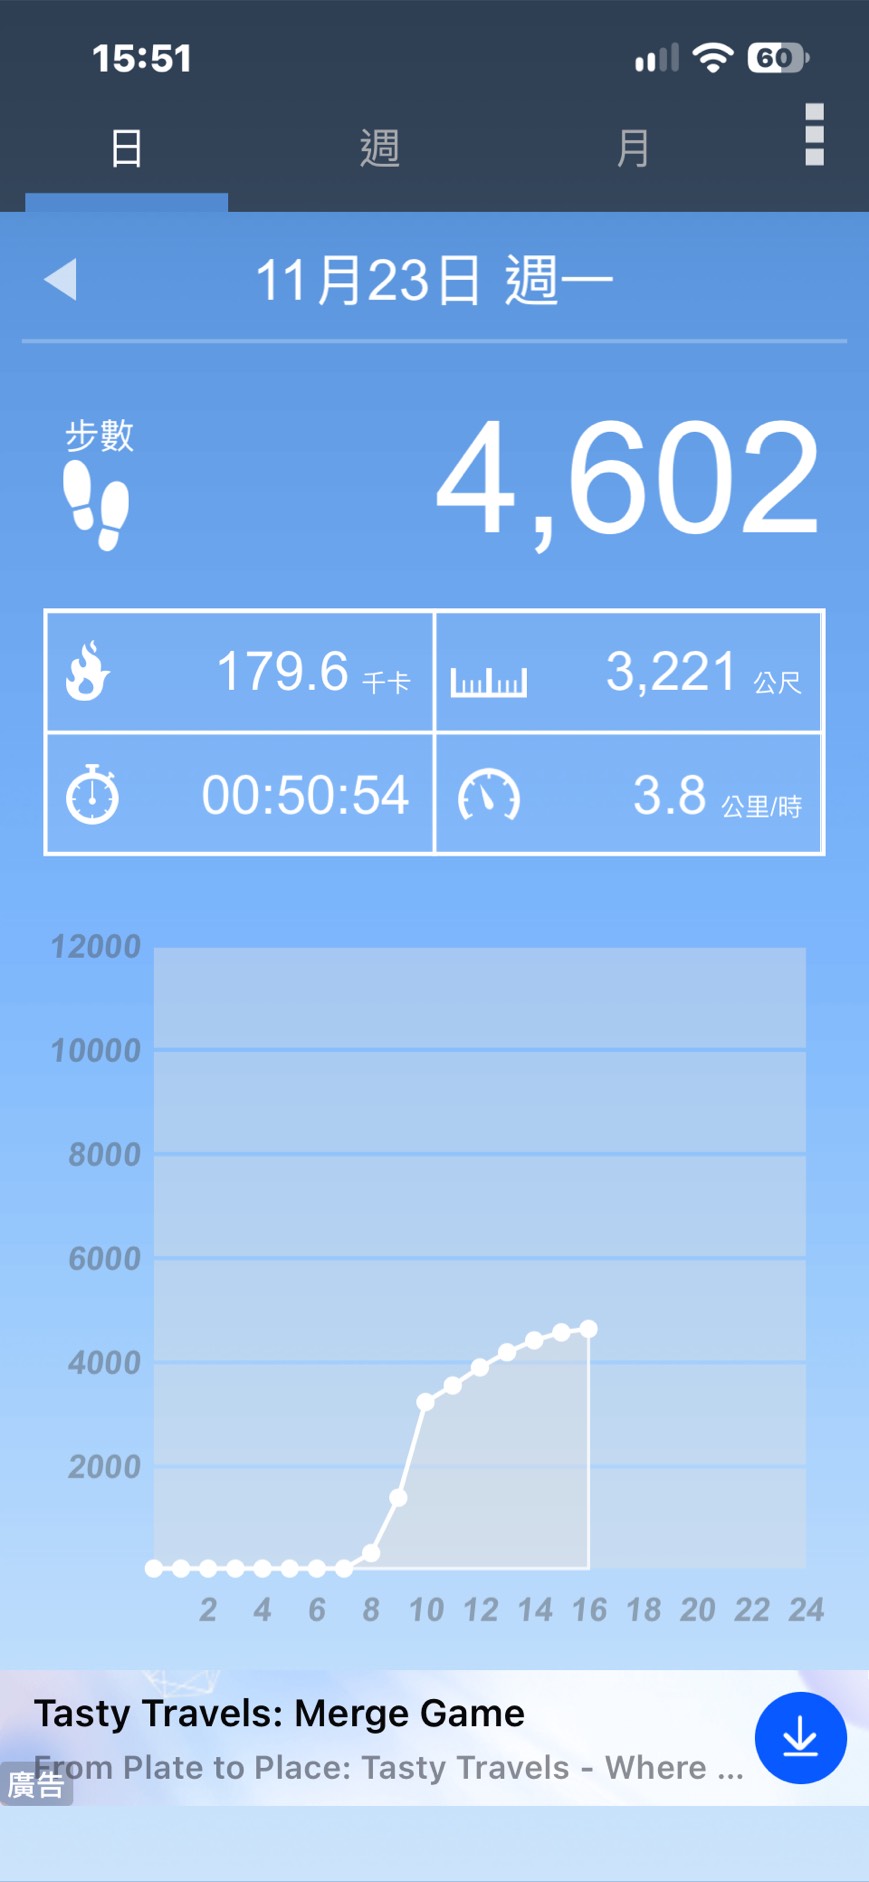 15:51
60
日 週 月
11月23日 週一
步數
4,602
179.6 千卡
3,221 公尺
00:50:54
3.8 公里/時
12000
10000
8000
6000
4000
2000
2 4 6 8 10 12 14 16 18 20 22 24
Tasty Travels: Merge Game
From Plate to Place: Tasty Travels - Where ...
廣告